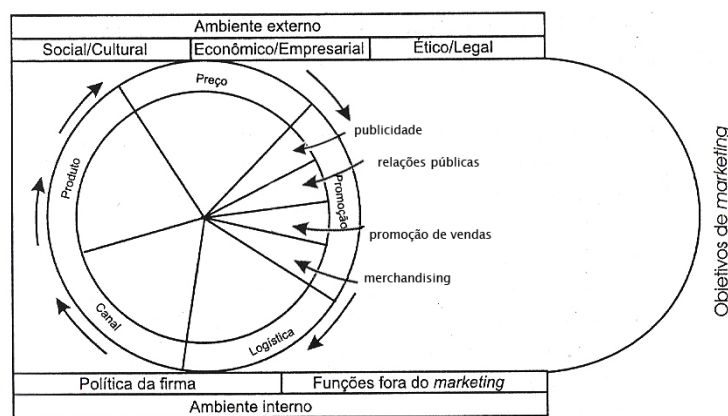 Ambiente externo
Social/Cultural
Econômico/Empresarial
Ético/Legal
Preço
publicidade
relações públicas
Produto
Promoção
promoção de vendas
merchandising
Canal
Logística
Objetivos de marketing
Política da firma
Funções fora do marketing
Ambiente interno